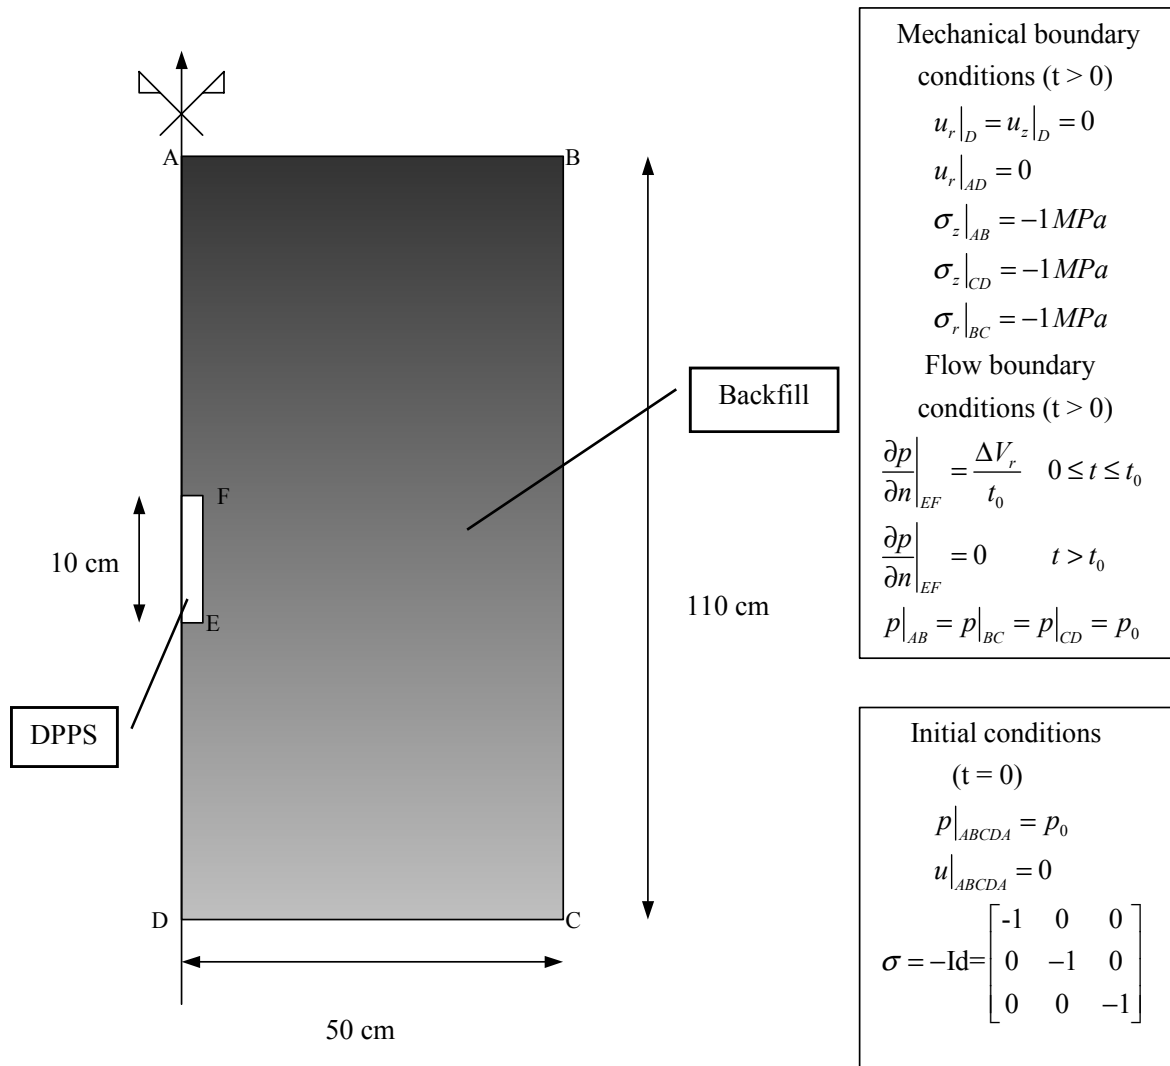 A
B
F
10 cm
E
DPPS
D
C
50 cm
110 cm
Backfill
Mechanical boundary
conditions (t > 0)
u_r|_D = u_z|_D = 0
u_r|_AD = 0
σ_z|_AB = −1MPa
σ_z|_CD = −1MPa
σ_r|_BC = −1MPa
Flow boundary
conditions (t > 0)
∂p/∂n|_EF = ΔV_r/t_0 0 ≤ t ≤ t_0
∂p/∂n|_EF = 0 t > t_0
p|_AB = p|_BC = p|_CD = p_0
Initial conditions
(t = 0)
p|_ABCDA = p_0
u|_ABCDA = 0
σ = −Id= [-1 0 0
0 −1 0
0 0 −1]